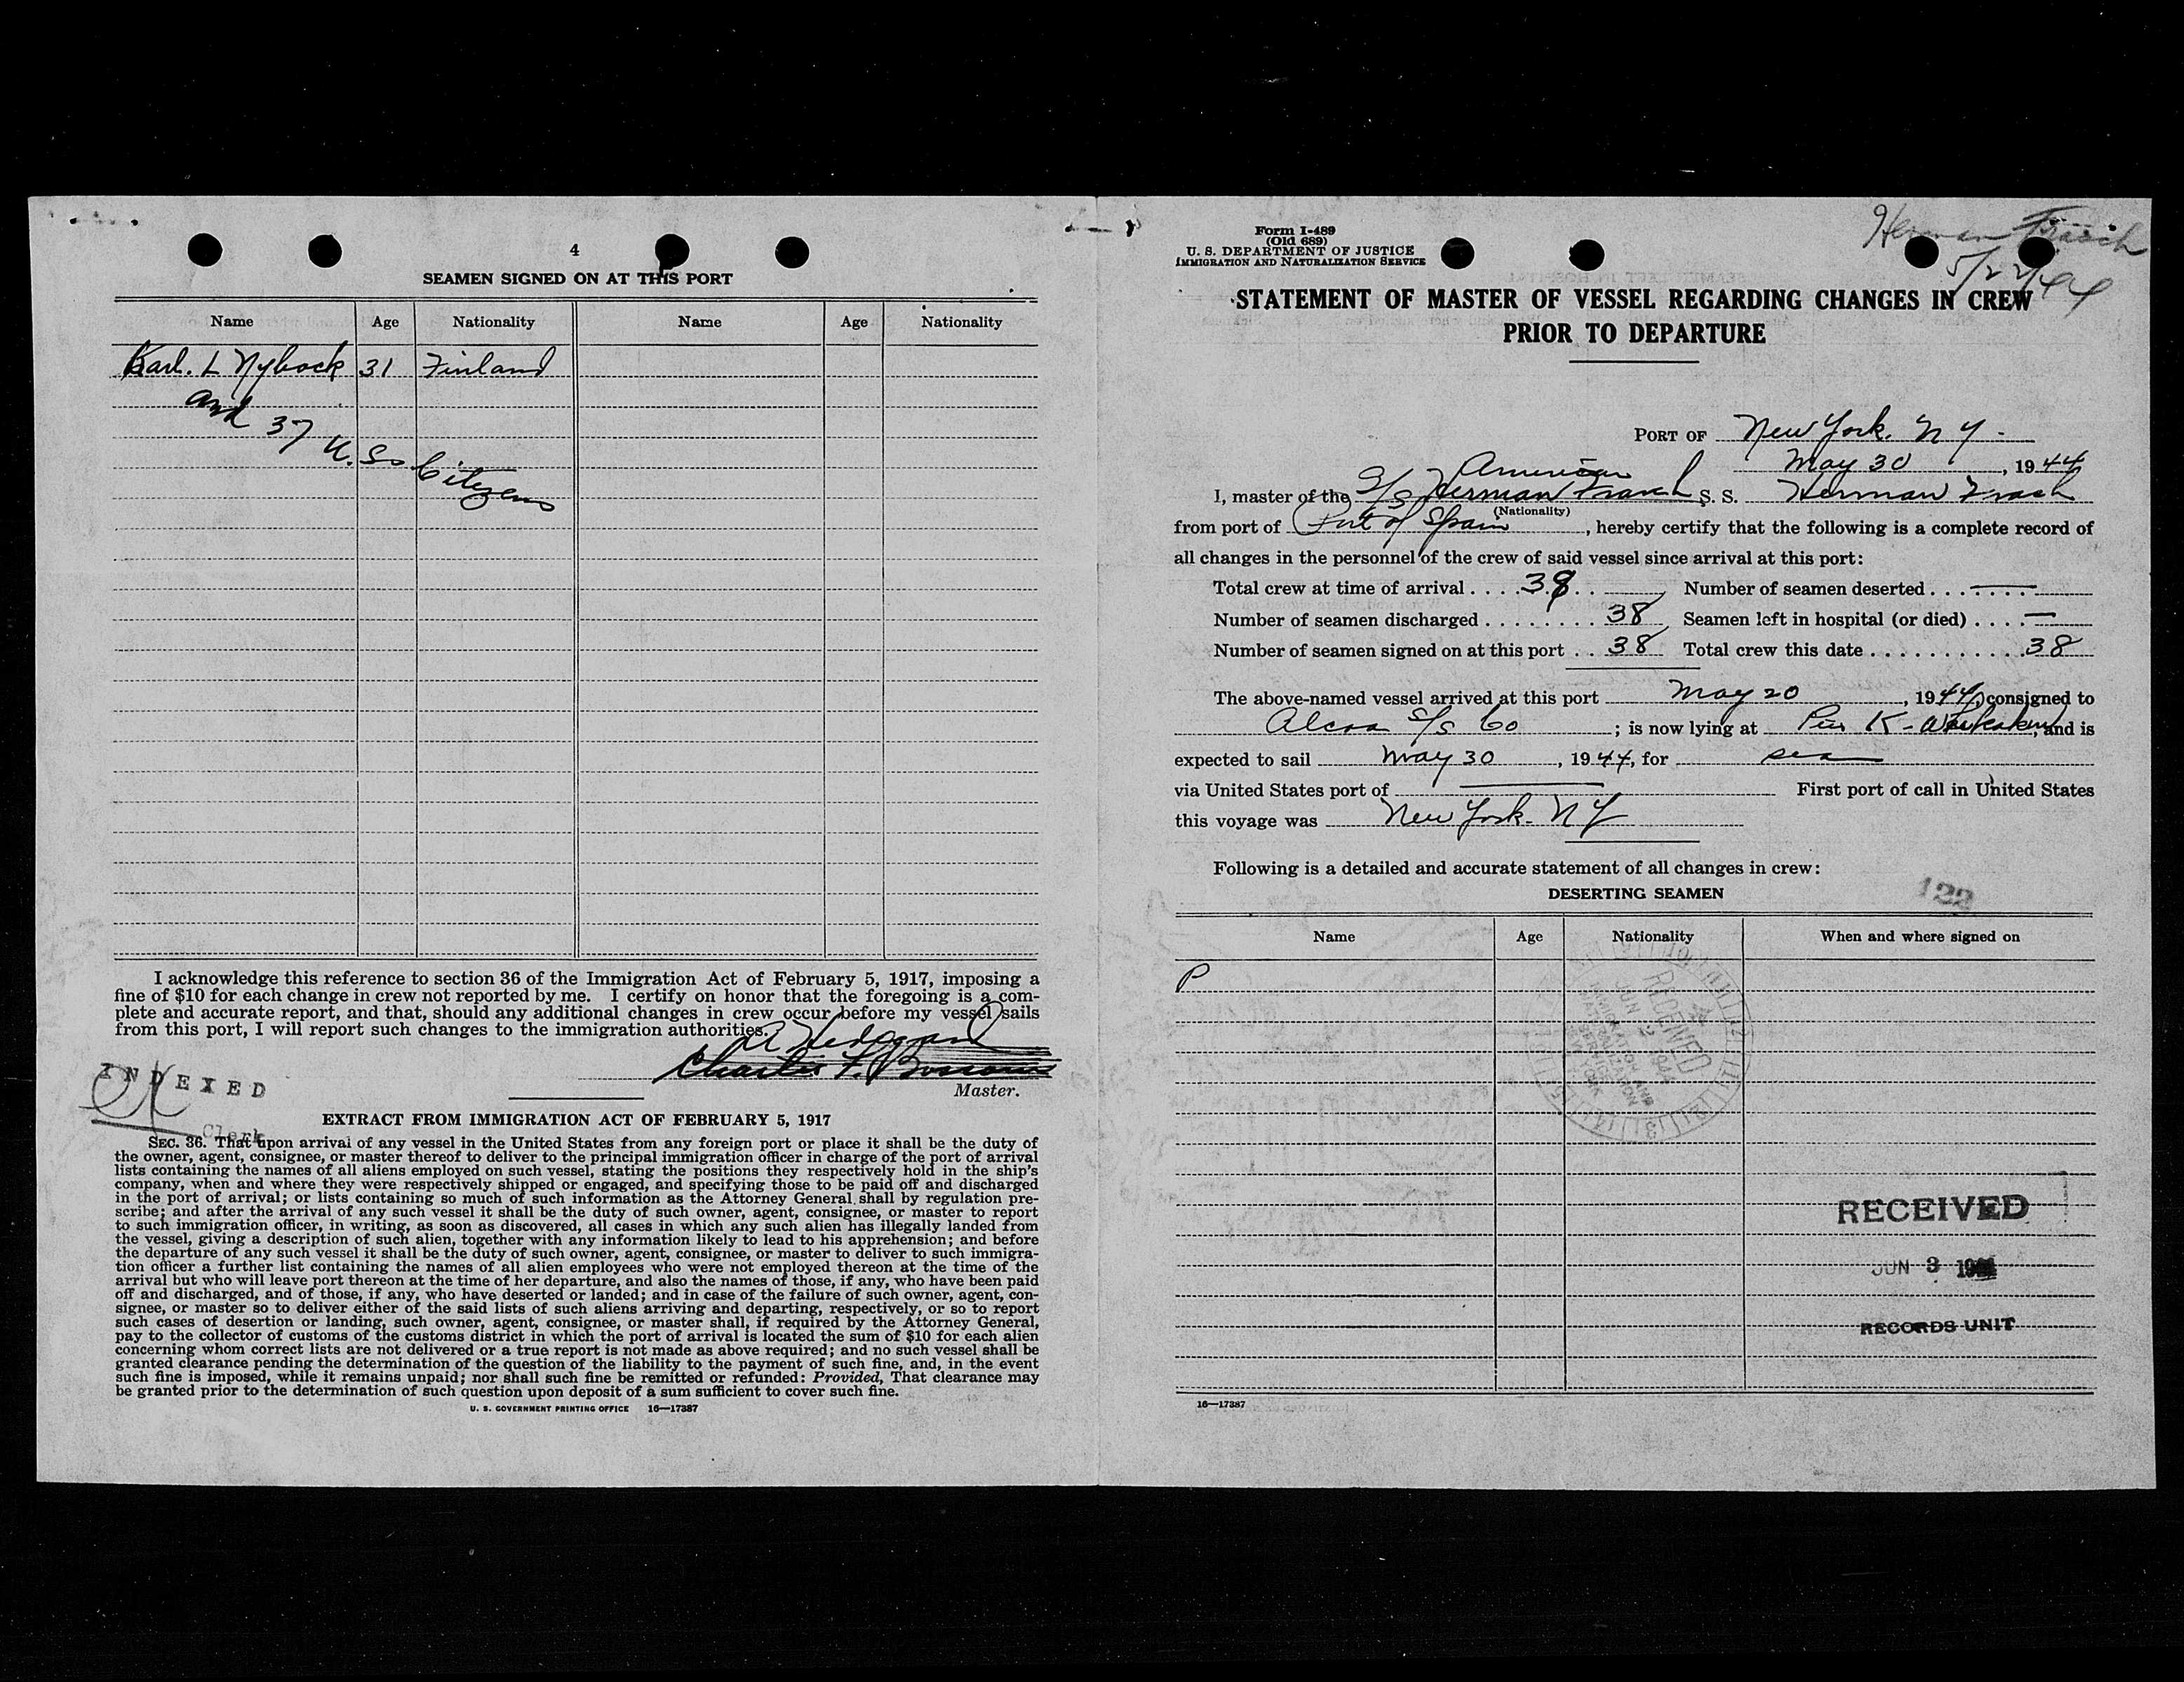 4
SEAMEN SIGNED ON AT THIS PORT
Name Age Nationality Name Age Nationality
Karl. L Nyback 31 Finland
and 37 U.S. Citizens
I acknowledge this reference to section 36 of the Immigration Act of February 5, 1917, imposing a
fine of $10 for each change in crew not reported by me. I certify on honor that the foregoing is a com-
plete and accurate report, and that, should any additional changes in crew occur before my vessel sails
from this port, I will report such changes to the immigration authorities.
Charles F.
Master.
INDEXED
Clerk
EXTRACT FROM IMMIGRATION ACT OF FEBRUARY 5, 1917
SEC. 36. That upon arrival of any vessel in the United States from any foreign port or place it shall be the duty of
the owner, agent, consignee, or master thereof to deliver to the principal immigration officer in charge of the port of arrival
lists containing the names of all aliens employed on such vessel, stating the positions they respectively hold in the ship's
company, when and where they were respectively shipped or engaged, and specifying those to be paid off and discharged
in the port of arrival; or lists containing so much of such information as the Attorney General shall by regulation pre-
scribe; and after the arrival of any such vessel it shall be the duty of such owner, agent, consignee, or master to report
to such immigration officer, in writing, as soon as discovered, all cases in which any such alien has illegally landed from
the vessel, giving a description of such alien, together with any information likely to lead to his apprehension; and before
the departure of any such vessel it shall be the duty of such owner, agent, consignee, or master to deliver to such immigra-
tion officer a further list containing the names of all alien employees who were not employed thereon at the time of the
arrival but who will leave port thereon at the time of her departure, and also the names of those, if any, who have been paid
off and discharged, and of those, if any, who have deserted or landed; and in case of the failure of such owner, agent, con-
signee, or master so to deliver either of the said lists of such aliens arriving and departing, respectively, or so to report
such cases of desertion or landing, such owner, agent, consignee, or master shall, if required by the Attorney General,
pay to the collector of customs of the customs district in which the port of arrival is located the sum of $10 for each alien
concerning whom correct lists are not delivered or a true report is not made as above required; and no such vessel shall be
granted clearance pending the determination of the question of the liability to the payment of such fine, and, in the event
such fine is imposed, while it remains unpaid; nor shall such fine be remitted or refunded: Provided, That clearance may
be granted prior to the determination of such question upon deposit of a sum sufficient to cover such fine.
U. S. GOVERNMENT PRINTING OFFICE 16—17387
Form I-489
(Old 689)
U. S. DEPARTMENT OF JUSTICE
IMMIGRATION AND NATURALIZATION SERVICE
Herman Frasch
5/22/44
STATEMENT OF MASTER OF VESSEL REGARDING CHANGES IN CREW
PRIOR TO DEPARTURE
PORT OF New York. N Y.
May 30, 1944
American
I, master of the S/S Herman Frasch S. S. Herman Frasch
(Nationality)
from port of Port of Spain, hereby certify that the following is a complete record of
all changes in the personnel of the crew of said vessel since arrival at this port:
Total crew at time of arrival . . . . 38 . . Number of seamen deserted . . . —
Number of seamen discharged . . . . . . . . 38 Seamen left in hospital (or died) . . . . —
Number of seamen signed on at this port . . 38 Total crew this date . . . . . . . . . . . . 38
The above-named vessel arrived at this port May 20, 1944, consigned to
Alcoa S/S Co; is now lying at Pier K - Weehawken, and is
expected to sail May 30, 1944, for sea
via United States port of — First port of call in United States
this voyage was New York. N Y
Following is a detailed and accurate statement of all changes in crew:
DESERTING SEAMEN
122
Name Age Nationality When and where signed on
P
RECEIVED
JUN 2 1944
IMMIGRATION AND
NATURALIZATION
SERVICE
RECEIVED
JUN 3 1944
RECORDS UNIT
16—17387